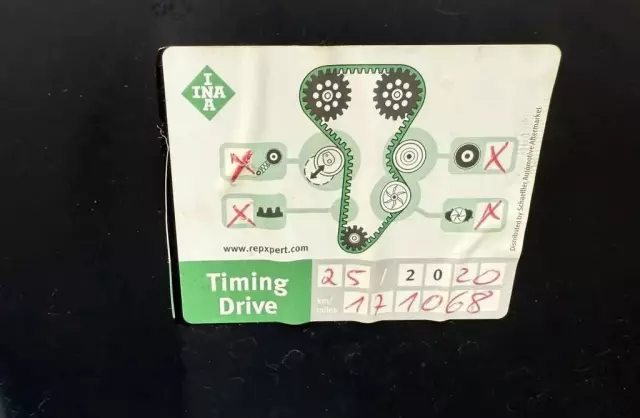 I
INA
A
X
X
X
X
www.repxpert.com
Distributed by Schaeffler Automotive Aftermarket
Timing
Drive
25 / 2020
km/
miles
171068